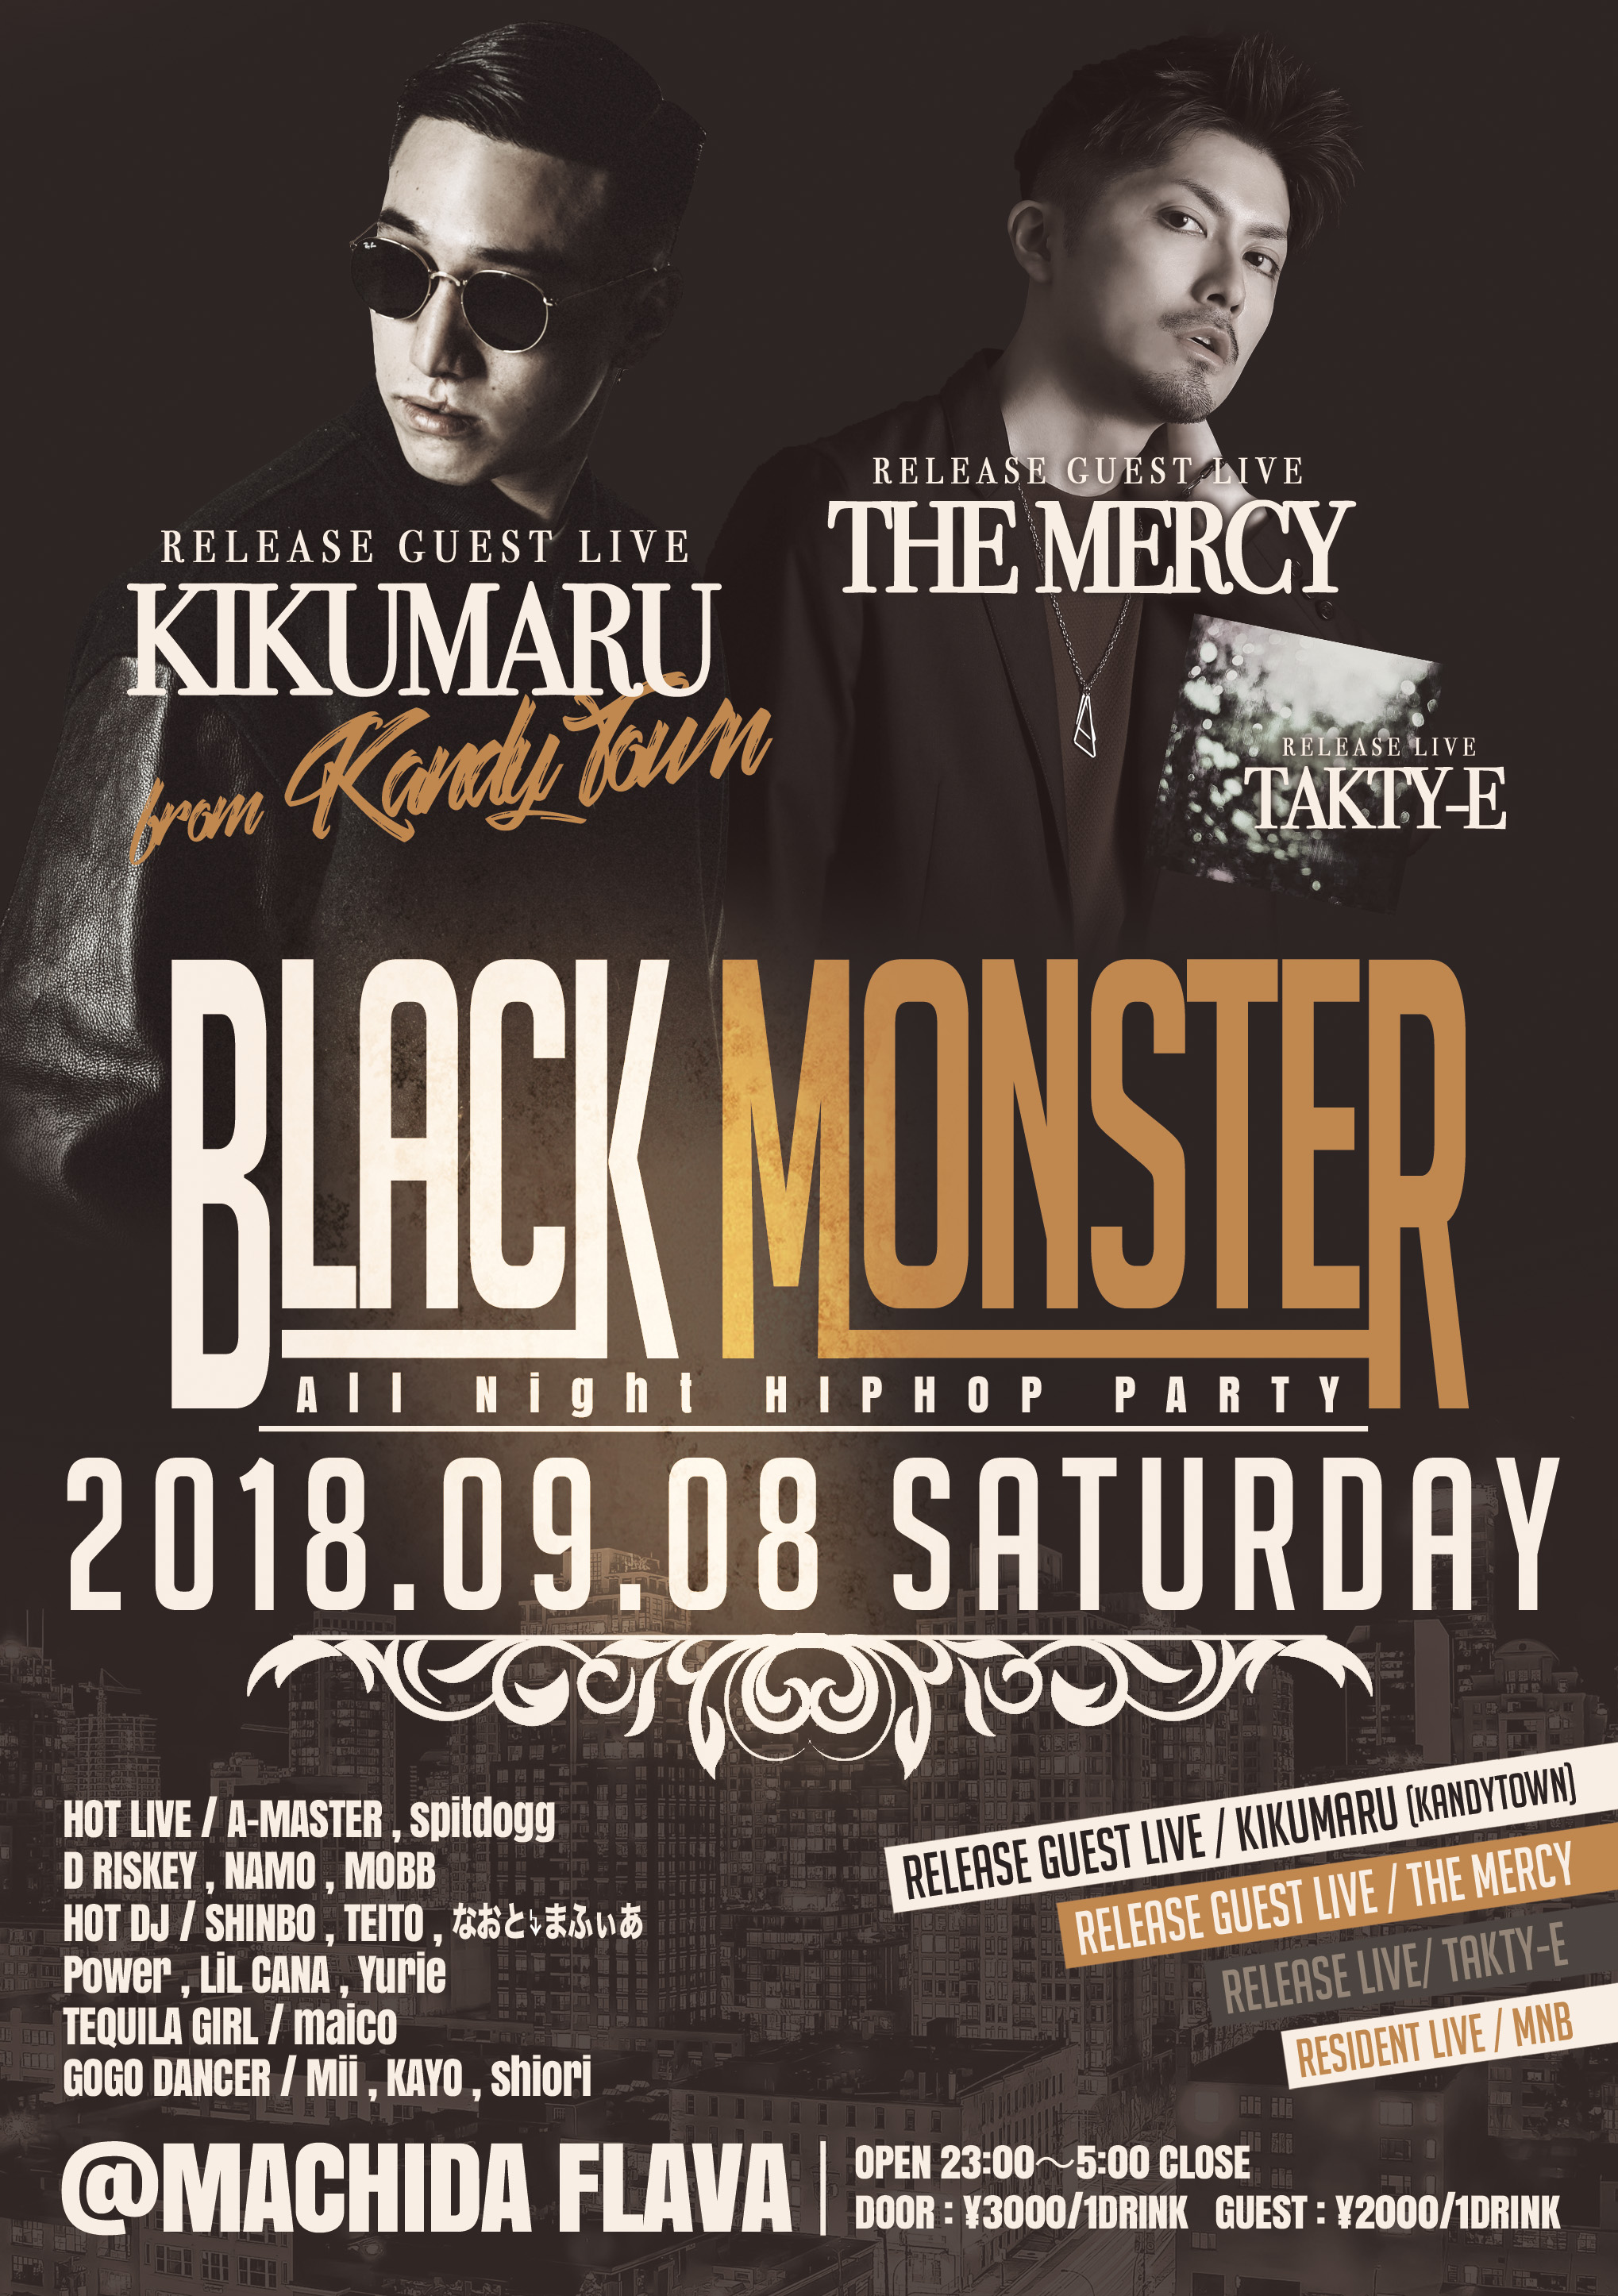 Ray-Ban
RELEASE GUEST LIVE
KIKUMARU
from Kandy Town
RELEASE GUEST LIVE
THE MERCY
RELEASE LIVE
TAKTY-E
BLACK MONSTER
All Night HIPHOP PARTY
2018.09.08 SATURDAY
HOT LIVE / A-MASTER , spitdogg
D RISKEY , NAMO , MOBB
HOT DJ / SHINBO , TEITO , なおと↓まふぃあ
Power , LiL CANA , Yurie
TEQUILA GIRL / maico
GOGO DANCER / Mii , KAYO , shiori
RELEASE GUEST LIVE / KIKUMARU (KANDYTOWN)
RELEASE GUEST LIVE / THE MERCY
RELEASE LIVE/ TAKTY-E
RESIDENT LIVE / MNB
@MACHIDA FLAVA
OPEN 23:00～5:00 CLOSE
DOOR : ¥3000/1DRINK GUEST : ¥2000/1DRINK